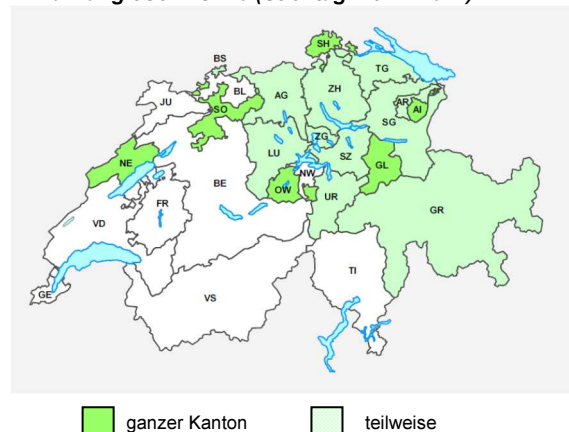 SH
BS
TG
BL
ZH
AG
JU
AR
AI
SO
SG
ZG
LU
SZ
NE
GL
NW
BE
OW
UR
FR
GR
VD
TI
GE
VS
ganzer Kanton teilweise